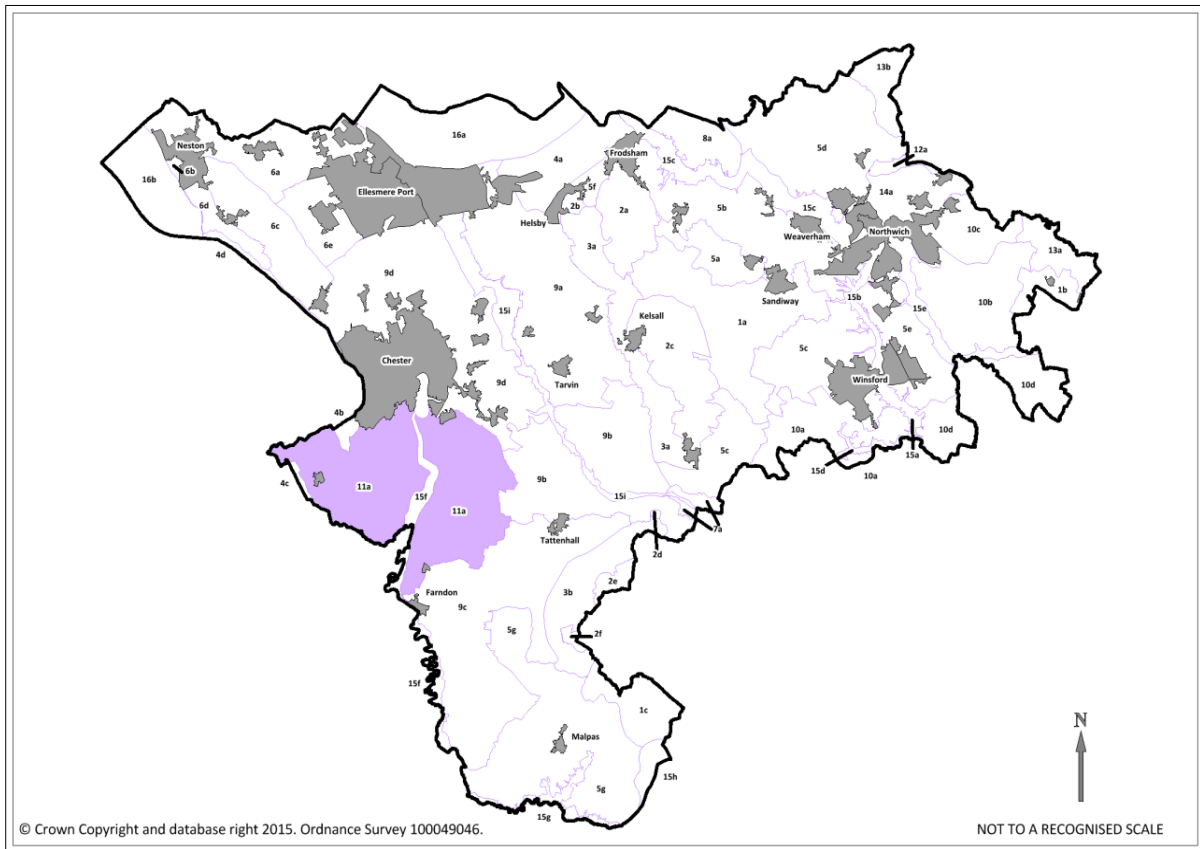 13b
16a
8a
12a
Neston
4a
Frodsham
15c
5d
6b
6a
16b
Ellesmere Port
5f
2b
2a
5b
15c
14a
6d
6c
Helsby
Weaverham
Northwich
10c
6e
3a
13a
4d
5a
9d
9a
Sandiway
15b
15e
10b
1b
15i
Kelsall
1a
5e
2c
5c
Chester
9d
Tarvin
Winsford
10d
4b
9b
10a
10d
3a
5c
15d
15a
10a
4c
11a
15f
11a
9b
15i
7a
Tattenhall
2d
2e
Farndon
3b
9c
5g
2f
15f
1c
Malpas
N
15h
5g
15g
© Crown Copyright and database right 2015. Ordnance Survey 100049046.
NOT TO A RECOGNISED SCALE